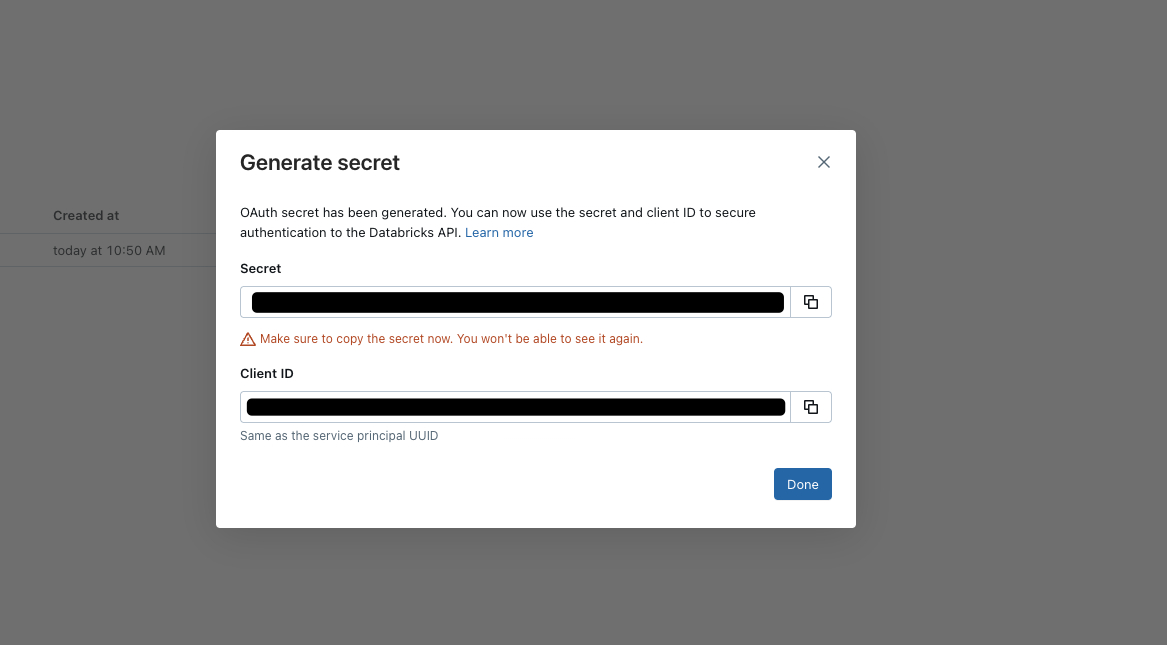 Generate secret
OAuth secret has been generated. You can now use the secret and client ID to secure
authentication to the Databricks API. Learn more
Created at
today at 10:50 AM
Secret
Make sure to copy the secret now. You won't be able to see it again.
Client ID
Same as the service principal UUID
Done